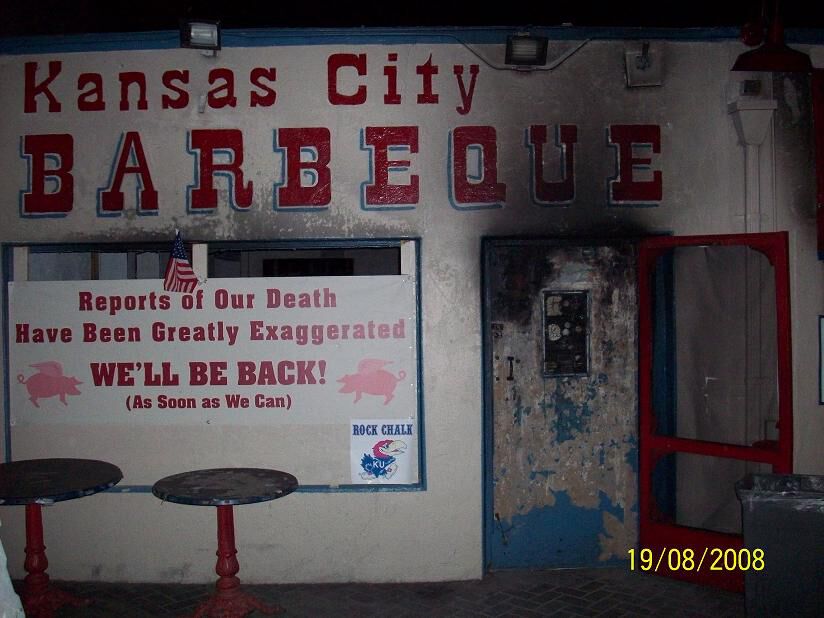 Kansas City
BARBEQUE
Reports of Our Death
Have Been Greatly Exaggerated
WE'LL BE BACK!
(As Soon as We Can)
ROCK CHALK
KU
19/08/2008